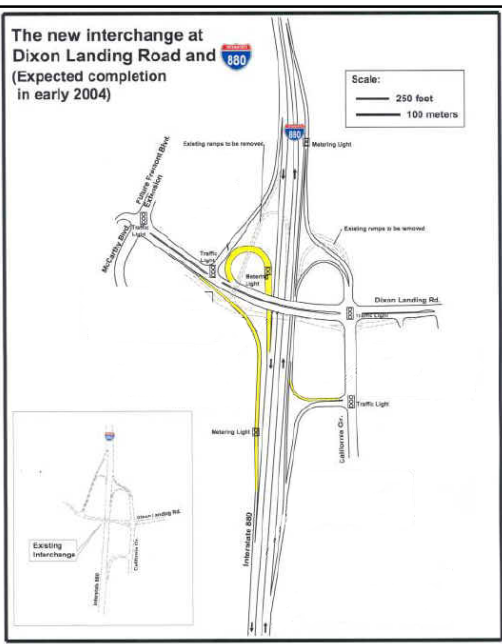 The new interchange at
Dixon Landing Road and
INTERSTATE
880
(Expected completion
in early 2004)
Scale:
250 feet
100 meters
880
Existing ramps to be removed
Metering Light
Future Fremont Blvd.
Extension
Traffic
Light
McCarthy Blvd.
Traffic
Light
Metering
Light
Existing ramps to be removed
Dixon Landing Rd.
Traffic Light
Traffic Light
Metering Light
California Cir.
Interstate 880
Dixon Landing Rd.
Existing
Interchange
California Cir.
Interstate 880